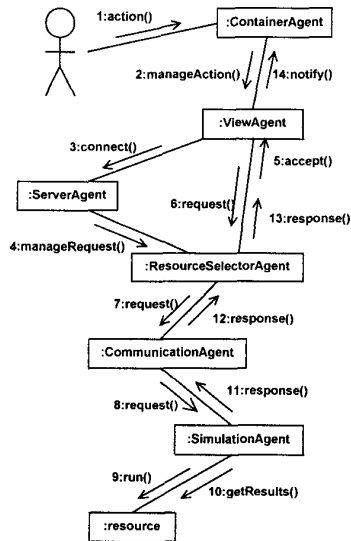 1:action()
:ContainerAgent
2:manageAction()
14:notify()
:ViewAgent
3:connect()
5:accept()
:ServerAgent
6:request()
13:response()
4:manageRequest()
:ResourceSelectorAgent
7:request()
12:response()
:CommunicationAgent
11:response()
8:request()
:SimulationAgent
9:run()
10:getResults()
:resource